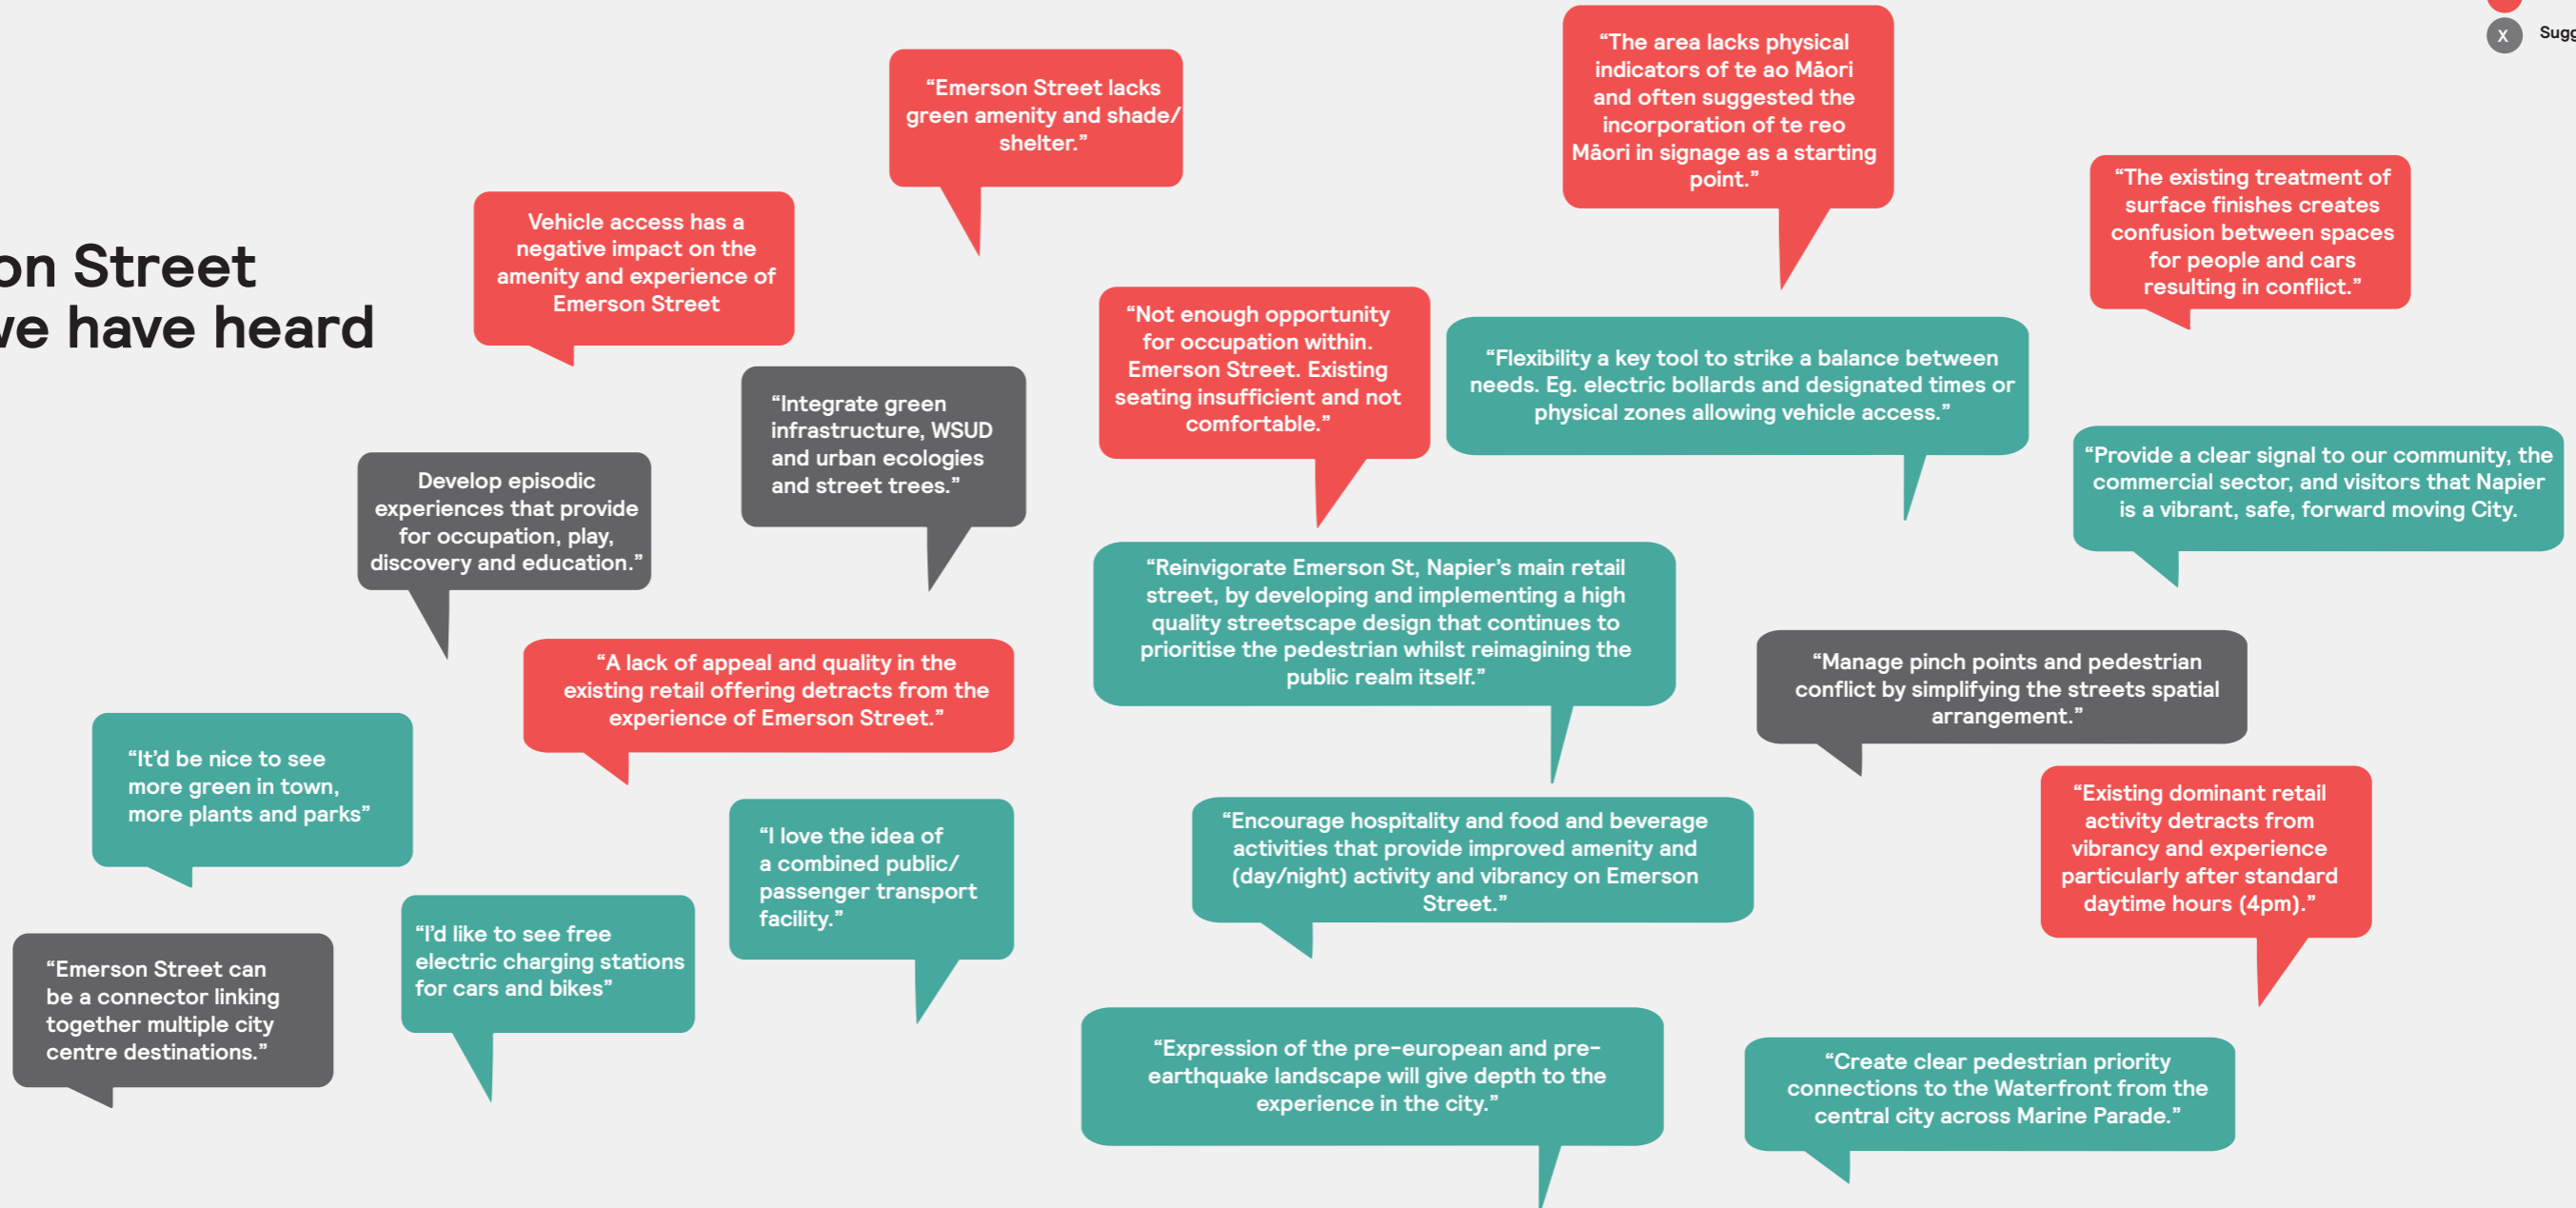 on Street
we have heard
X
Sugg
“The area lacks physical
indicators of te ao Māori
and often suggested the
incorporation of te reo
Māori in signage as a starting
point.”
“Emerson Street lacks
green amenity and shade/
shelter.”
“The existing treatment of
surface finishes creates
confusion between spaces
for people and cars
resulting in conflict.”
Vehicle access has a
negative impact on the
amenity and experience of
Emerson Street
“Not enough opportunity
for occupation within.
Emerson Street. Existing
seating insufficient and not
comfortable.”
“Flexibility a key tool to strike a balance between
needs. Eg. electric bollards and designated times or
physical zones allowing vehicle access.”
“Integrate green
infrastructure, WSUD
and urban ecologies
and street trees.”
“Provide a clear signal to our community, the
commercial sector, and visitors that Napier
is a vibrant, safe, forward moving City.
Develop episodic
experiences that provide
for occupation, play,
discovery and education.”
“Reinvigorate Emerson St, Napier’s main retail
street, by developing and implementing a high
quality streetscape design that continues to
prioritise the pedestrian whilst reimagining the
public realm itself.”
“Manage pinch points and pedestrian
conflict by simplifying the streets spatial
arrangement.”
“A lack of appeal and quality in the
existing retail offering detracts from the
experience of Emerson Street.”
“It’d be nice to see
more green in town,
more plants and parks”
“Existing dominant retail
activity detracts from
vibrancy and experience
particularly after standard
daytime hours (4pm).”
“I love the idea of
a combined public/
passenger transport
facility.”
“Encourage hospitality and food and beverage
activities that provide improved amenity and
(day/night) activity and vibrancy on Emerson
Street.”
“I’d like to see free
electric charging stations
for cars and bikes”
“Emerson Street can
be a connector linking
together multiple city
centre destinations.”
“Expression of the pre-european and pre-
earthquake landscape will give depth to the
experience in the city.”
“Create clear pedestrian priority
connections to the Waterfront from the
central city across Marine Parade.”